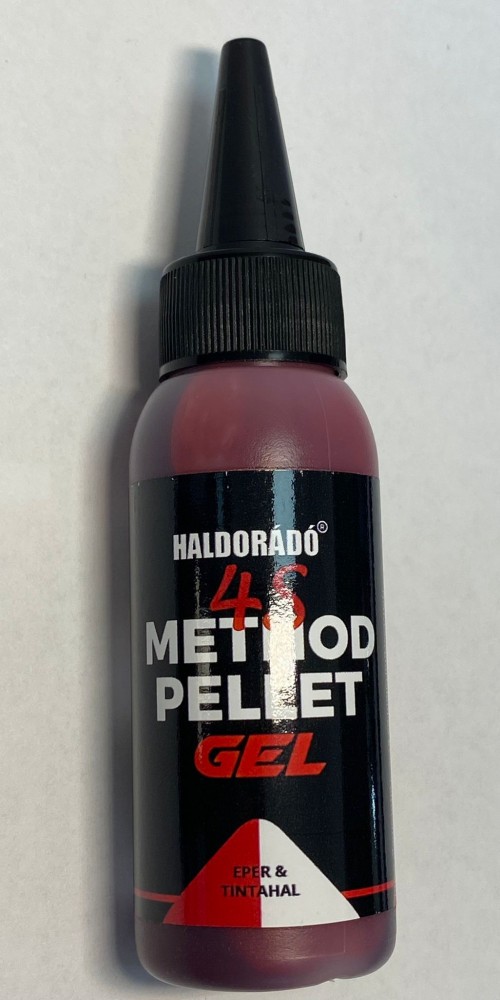 HALDORÁDÓ®
4S
METHOD
PELLET
GEL
EPER &
TINTAHAL